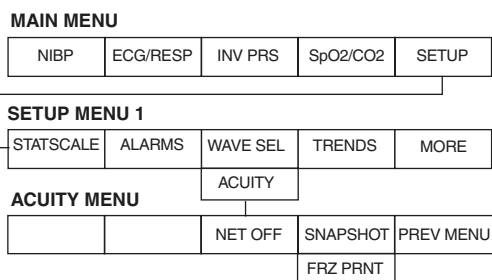 MAIN MENU
NIBP ECG/RESP INV PRS SpO2/CO2 SETUP
SETUP MENU 1
STATSCALE ALARMS WAVE SEL TRENDS MORE
ACUITY
ACUITY MENU
NET OFF SNAPSHOT PREV MENU
FRZ PRNT